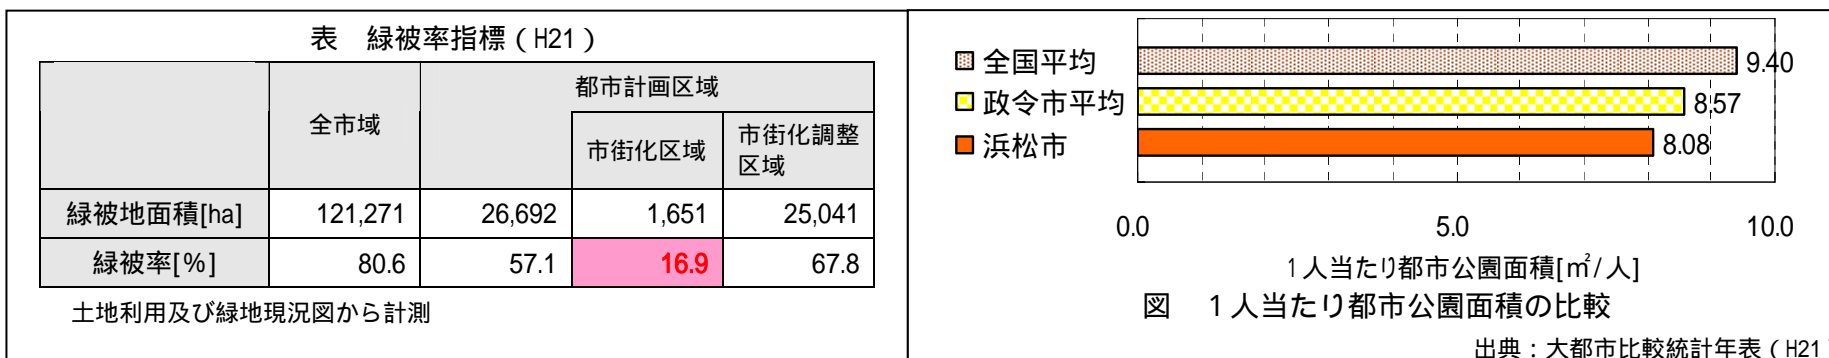 表　緑被率指標（H21）
全市域
都市計画区域
市街化区域
市街化調整
区域
緑被地面積[ha] 121,271 26,692 1,651 25,041
緑被率[%] 80.6 57.1 16.9 67.8
土地利用及び緑地現況図から計測
全国平均 9.40
政令市平均 8.57
浜松市 8.08
0.0 5.0 10.0
1人当たり都市公園面積[㎡/人]
図　1人当たり都市公園面積の比較
出典：大都市比較統計年表（H21